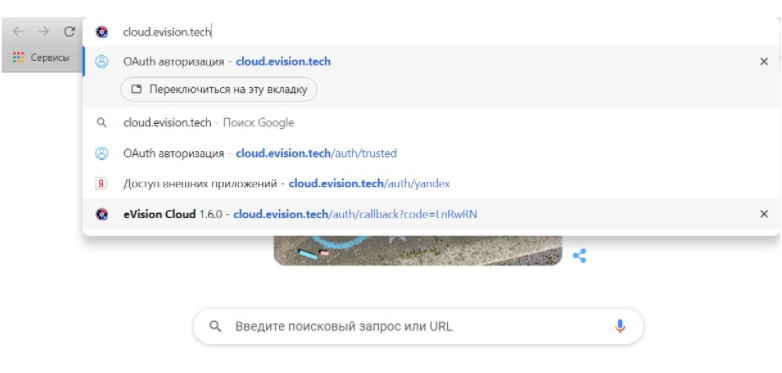 cloud.evision.tech
Сервисы
OAuth авторизация - cloud.evision.tech
Переключиться на эту вкладку
cloud.evision.tech - Поиск Google
OAuth авторизация - cloud.evision.tech/auth/trusted
Я
Доступ внешних приложений - cloud.evision.tech/auth/yandex
eVision Cloud 1.6.0 - cloud.evision.tech/auth/callback?code=LnRwRN
Введите поисковый запрос или URL